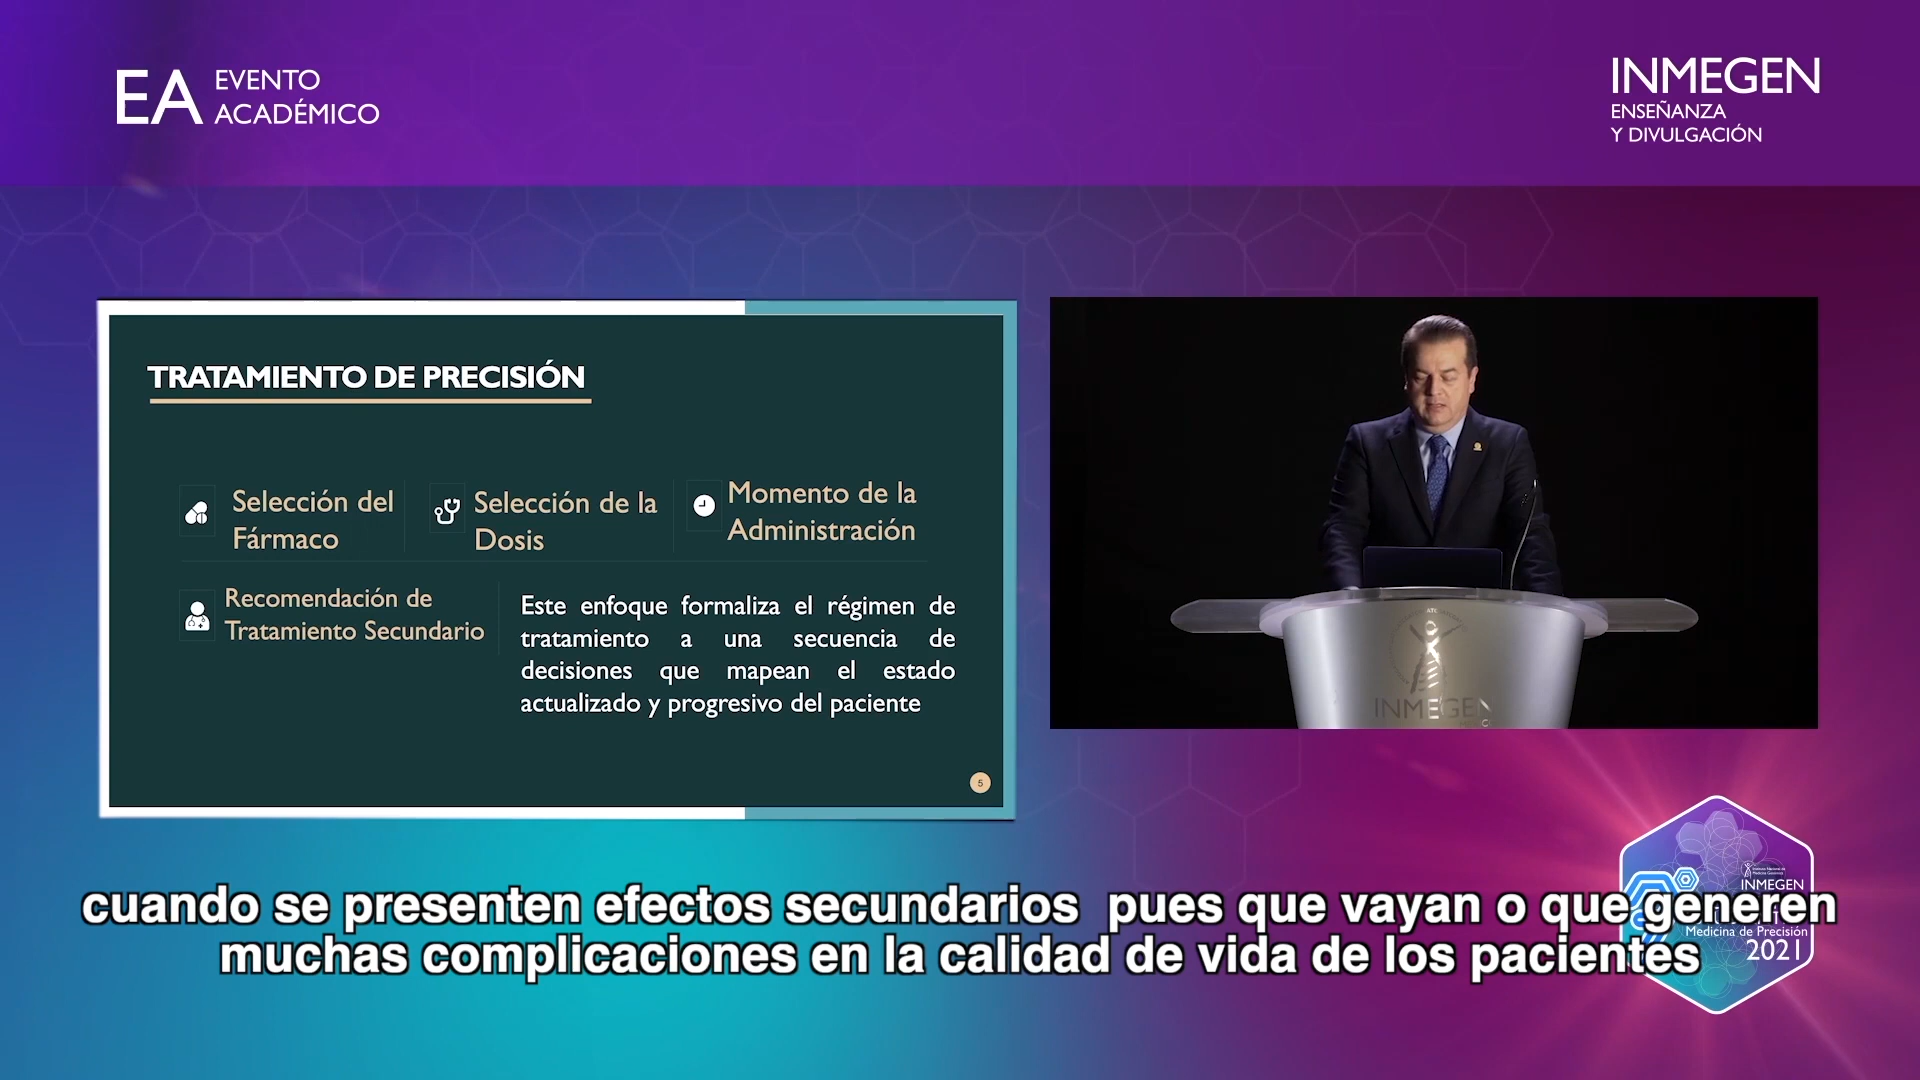 EA EVENTO
ACADÉMICO
INMEGEN
ENSEÑANZA
Y DIVULGACIÓN
TRATAMIENTO DE PRECISIÓN
Selección del
Fármaco
Selección de la
Dosis
Momento de la
Administración
Recomendación de
Tratamiento Secundario
Este enfoque formaliza el régimen de
tratamiento a una secuencia de
decisiones que mapean el estado
actualizado y progresivo del paciente
5
INMEGEN
INMEGEN
Medicina de Precisión
2021
cuando se presenten efectos secundarios pues que vayan o que generen
muchas complicaciones en la calidad de vida de los pacientes